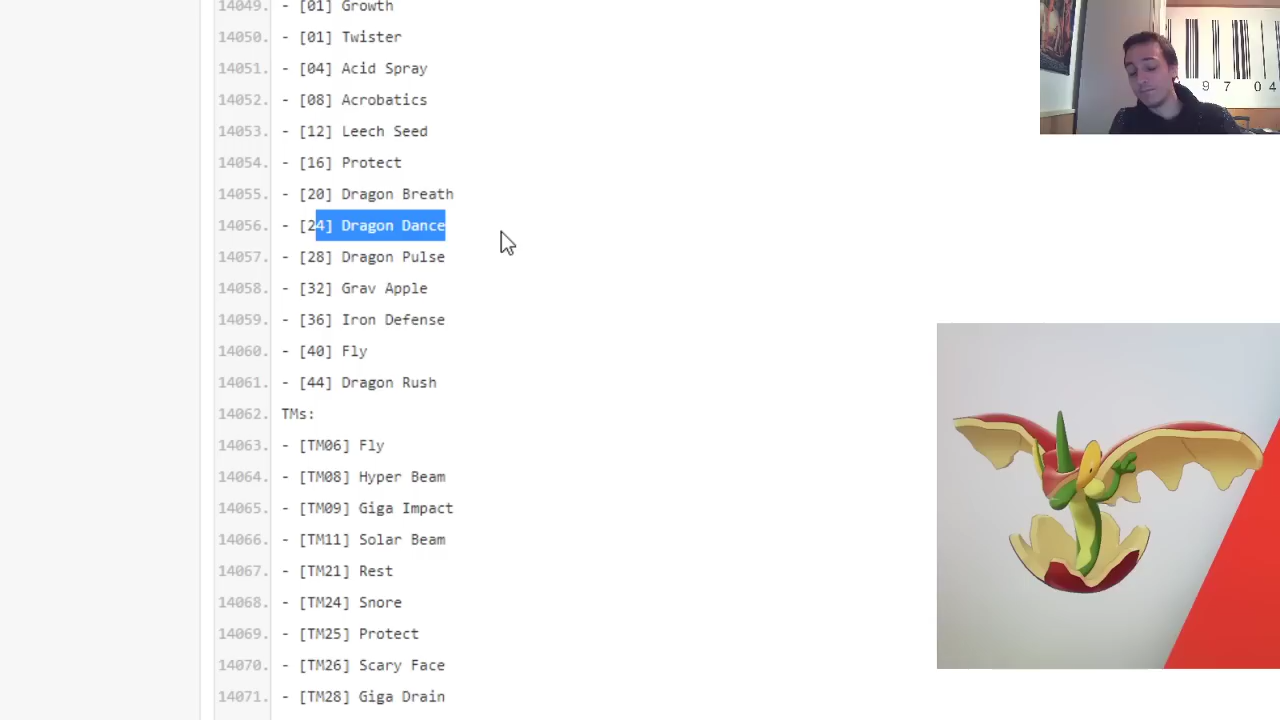 14049. - [01] Growth
14050. - [01] Twister
14051. - [04] Acid Spray
14052. - [08] Acrobatics
14053. - [12] Leech Seed
14054. - [16] Protect
14055. - [20] Dragon Breath
14056. - [24] Dragon Dance
14057. - [28] Dragon Pulse
14058. - [32] Grav Apple
14059. - [36] Iron Defense
14060. - [40] Fly
14061. - [44] Dragon Rush
14062. TMs:
14063. - [TM06] Fly
14064. - [TM08] Hyper Beam
14065. - [TM09] Giga Impact
14066. - [TM11] Solar Beam
14067. - [TM21] Rest
14068. - [TM24] Snore
14069. - [TM25] Protect
14070. - [TM26] Scary Face
14071. - [TM28] Giga Drain
9 7 0 4